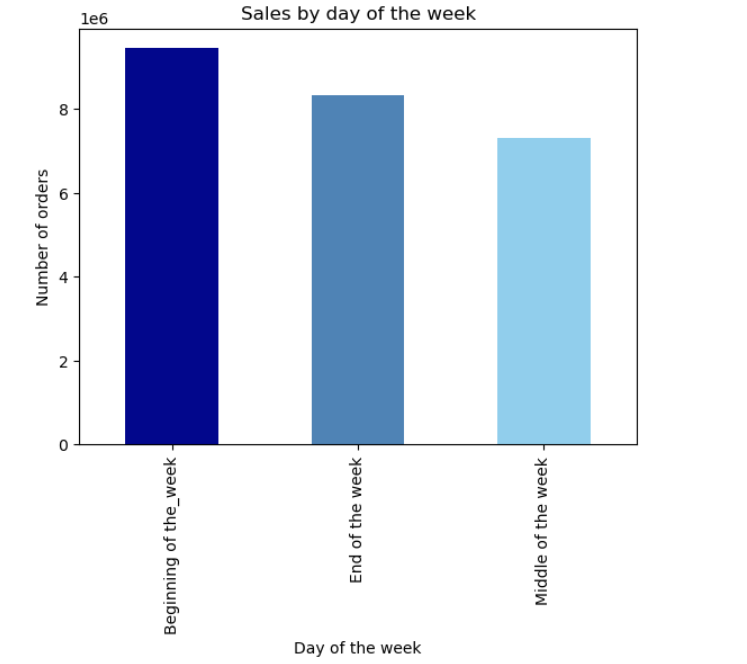 Sales by day of the week
1e6
Number of orders
8
6
4
2
0
Beginning of the_week
End of the week
Middle of the week
Day of the week